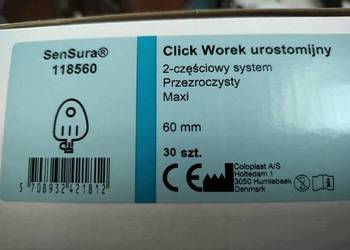 SenSura®
118560
Click Worek urostomijny
2-częściowy system
Przezroczysty
Maxi
60 mm
30 szt.
CE
Coloplast A/S
Holtedam 1
3050 Humlebaek
Denmark
5 708932 421812